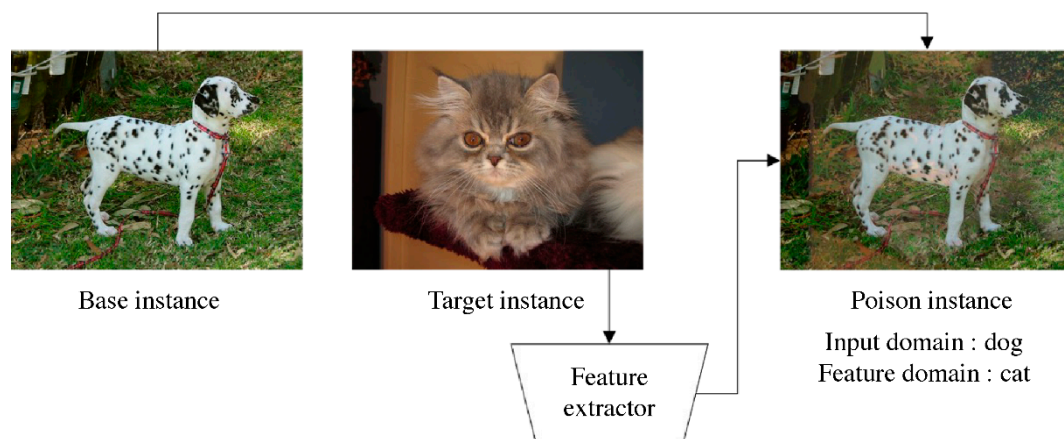 Base instance
Target instance
Poison instance
Input domain : dog
Feature domain : cat
Feature
extractor